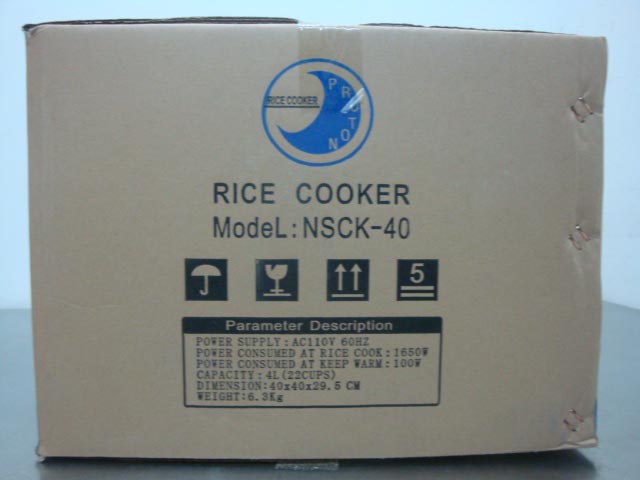 RICE COOKER
PROTON
RICE COOKER
ModeL:NSCK-40
5
Parameter Description
POWER SUPPLY:AC110V 60HZ
POWER CONSUMED AT RICE COOK:1650W
POWER CONSUMED AT KEEP WARM:100W
CAPACITY:4L(22CUPS)
DIMENSION:40x40x29.5 CM
WEIGHT:6.3Kg